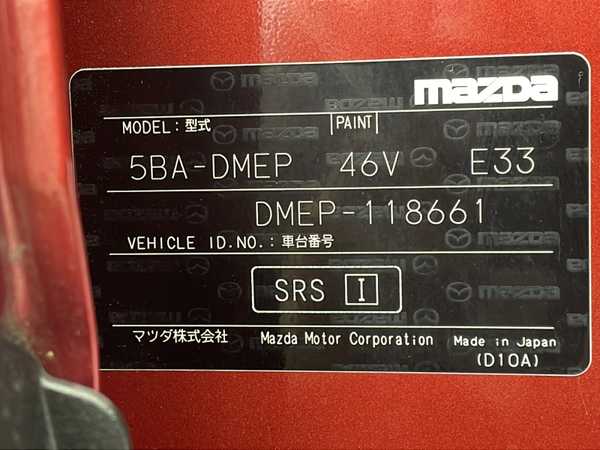 mazda
MODEL：型式 PAINT
5BA-DMEP 46V E33
DMEP-118661
VEHICLE ID.NO.：車台番号
SRS I
マツダ株式会社 Mazda Motor Corporation Made in Japan
(D10A)